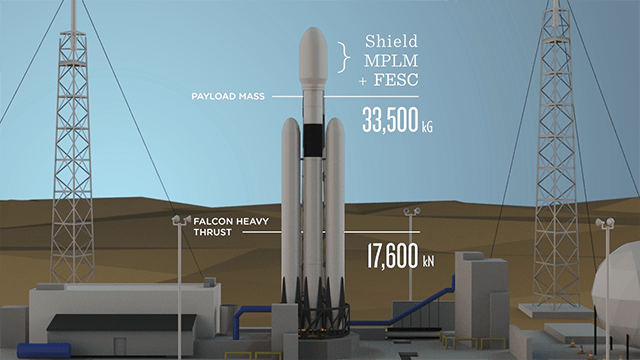 Shield
MPLM
+ FESC
PAYLOAD MASS
33,500 kG
FALCON HEAVY
THRUST
17,600 kN